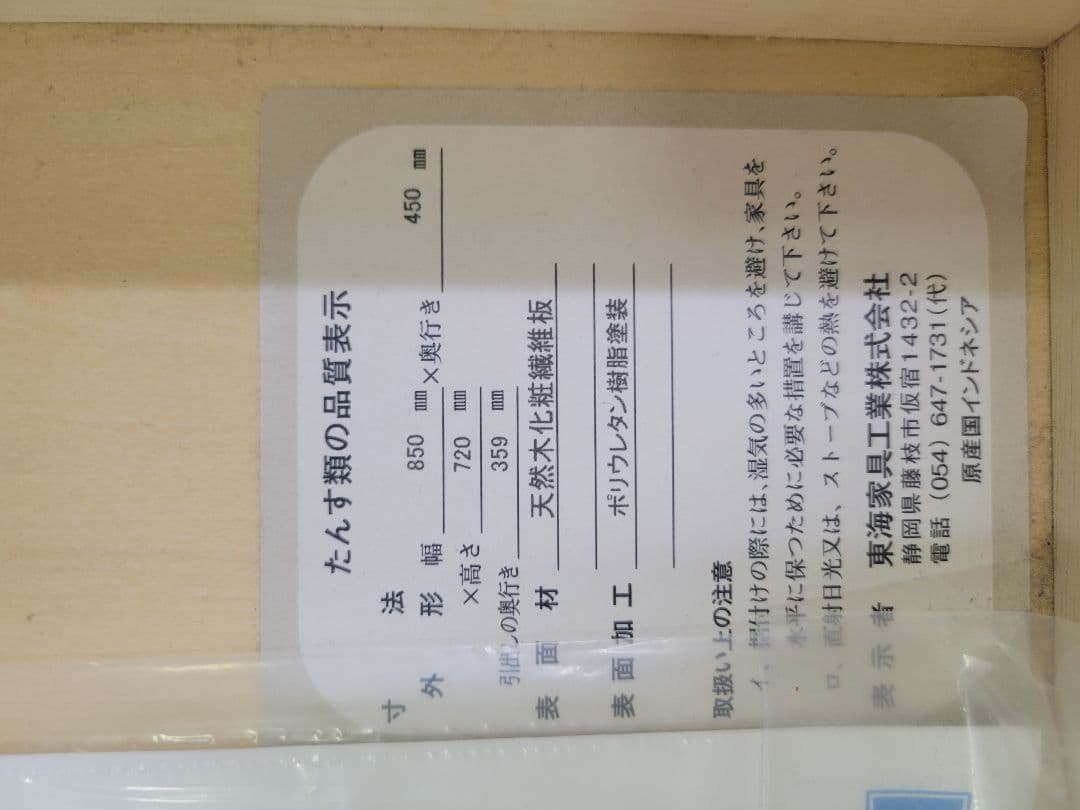 たんす類の品質表示
寸 法
外 形 幅 850 mm ×奥行き 450 mm
×高さ 720 mm
引出しの奥行き 359 mm
表 面 材 天然木化粧繊維板
表 面 加 工 ポリウレタン樹脂塗装
取扱い上の注意
イ、据付けの際には、湿気の多いところを避け、家具を
水平に保つために必要な措置を講じて下さい。
ロ、直射日光又は、ストーブなどの熱を避けて下さい。
表 示 者 東海家具工業株式会社
静岡県藤枝市仮宿1432-2
電話(054)647-1731(代)
原産国インドネシア